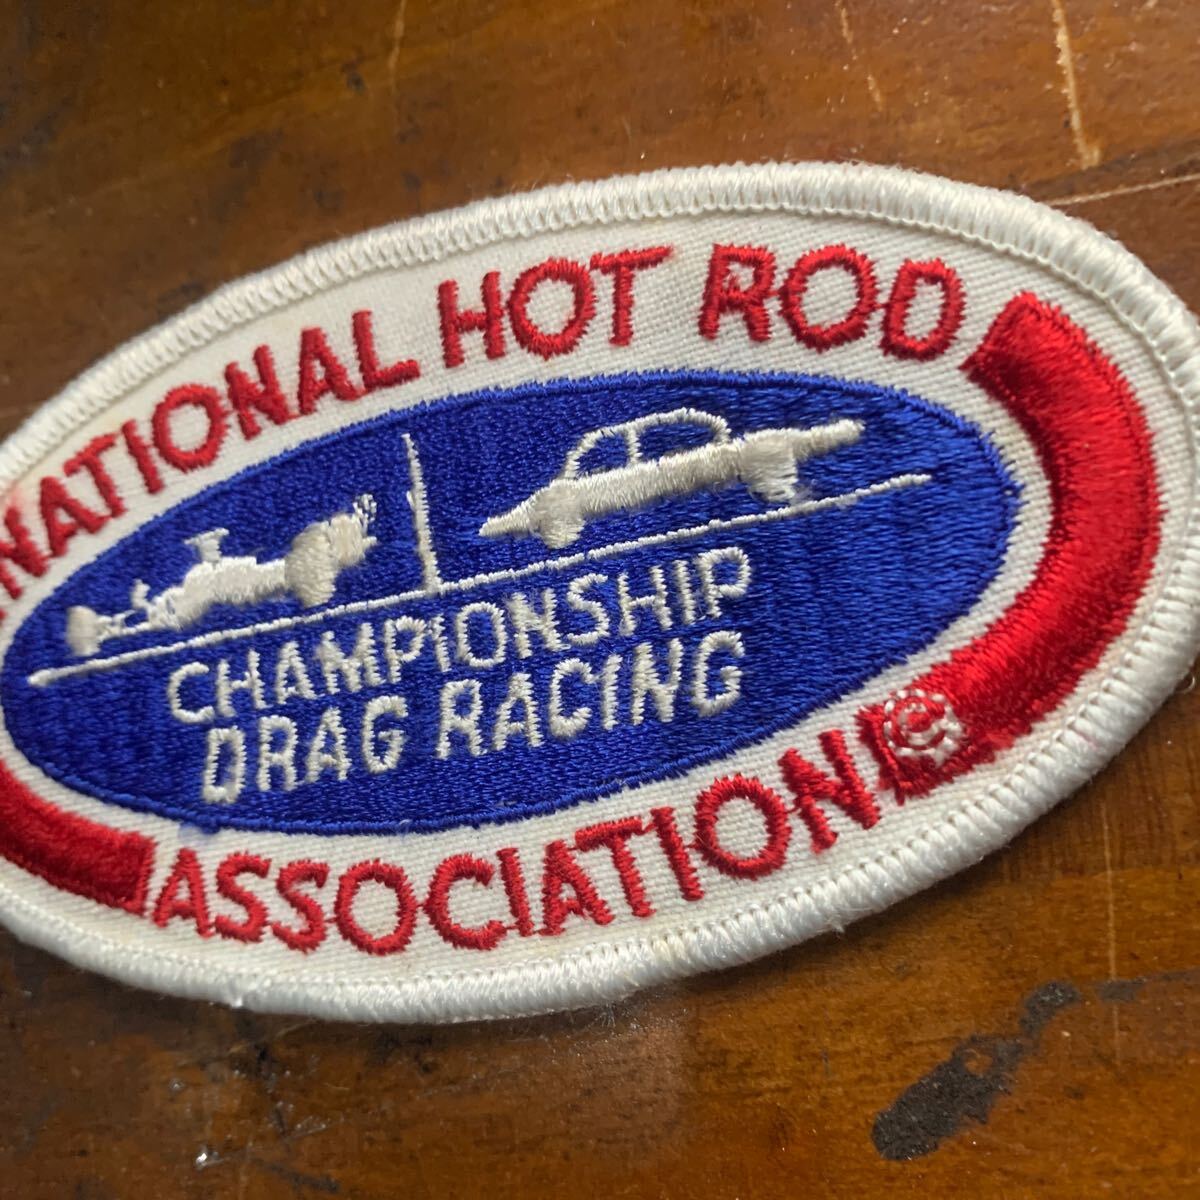 NATIONAL HOT ROD
CHAMPIONSHIP
DRAG RACING
ASSOCIATION ©